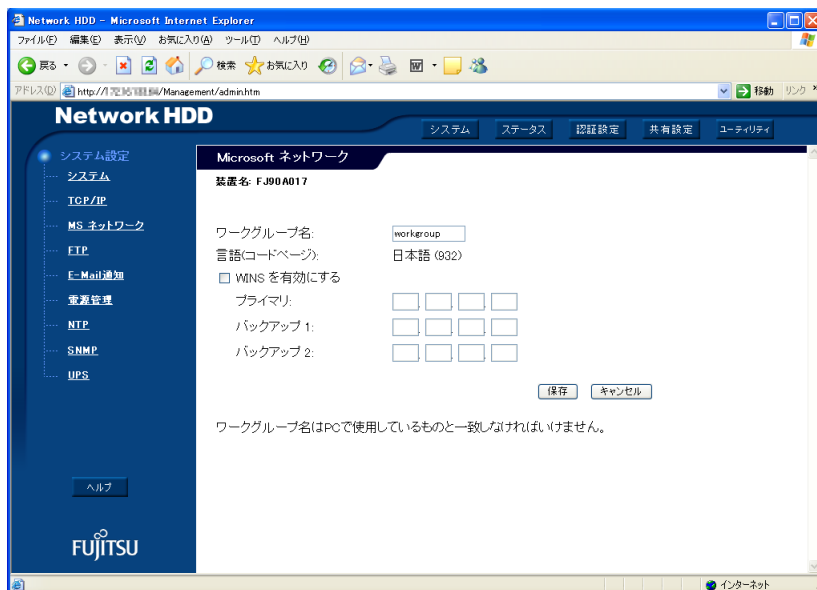 Network HDD - Microsoft Internet Explorer
ファイル(F) 編集(E) 表示(V) お気に入り(A) ツール(T) ヘルプ(H)
戻る 検索 お気に入り
アドレス(D) /Management/admin.htm 移動 リンク »
Network HDD
システム ステータス 認証設定 共有設定 ユーティリティ
システム設定
システム
TCP/IP
MS ネットワーク
FTP
E-Mail通知
電源管理
NTP
SNMP
UPS
ヘルプ
FUJITSU
Microsoft ネットワーク
装置名: FJ90A017
ワークグループ名: workgroup
言語(コードページ): 日本語 (932)
WINS を有効にする
プライマリ:
バックアップ 1:
バックアップ 2:
保存 キャンセル
ワークグループ名はPCで使用しているものと一致しなければいけません。
インターネット